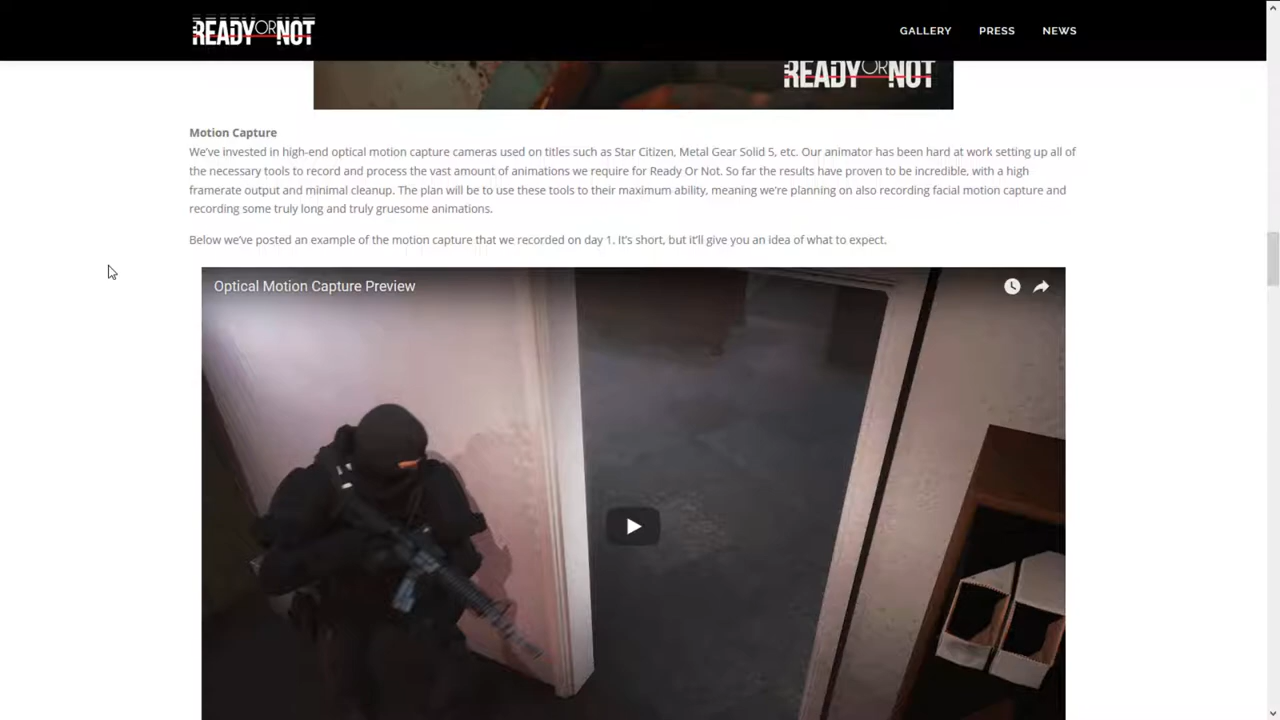 READY OR NOT
GALLERY PRESS NEWS
READY OR NOT
Motion Capture
We've invested in high-end optical motion capture cameras used on titles such as Star Citizen, Metal Gear Solid 5, etc. Our animator has been hard at work setting up all of
the necessary tools to record and process the vast amount of animations we require for Ready Or Not. So far the results have proven to be incredible, with a high
framerate output and minimal cleanup. The plan will be to use these tools to their maximum ability, meaning we're planning on also recording facial motion capture and
recording some truly long and truly gruesome animations.
Below we've posted an example of the motion capture that we recorded on day 1. It's short, but it'll give you an idea of what to expect.
Optical Motion Capture Preview